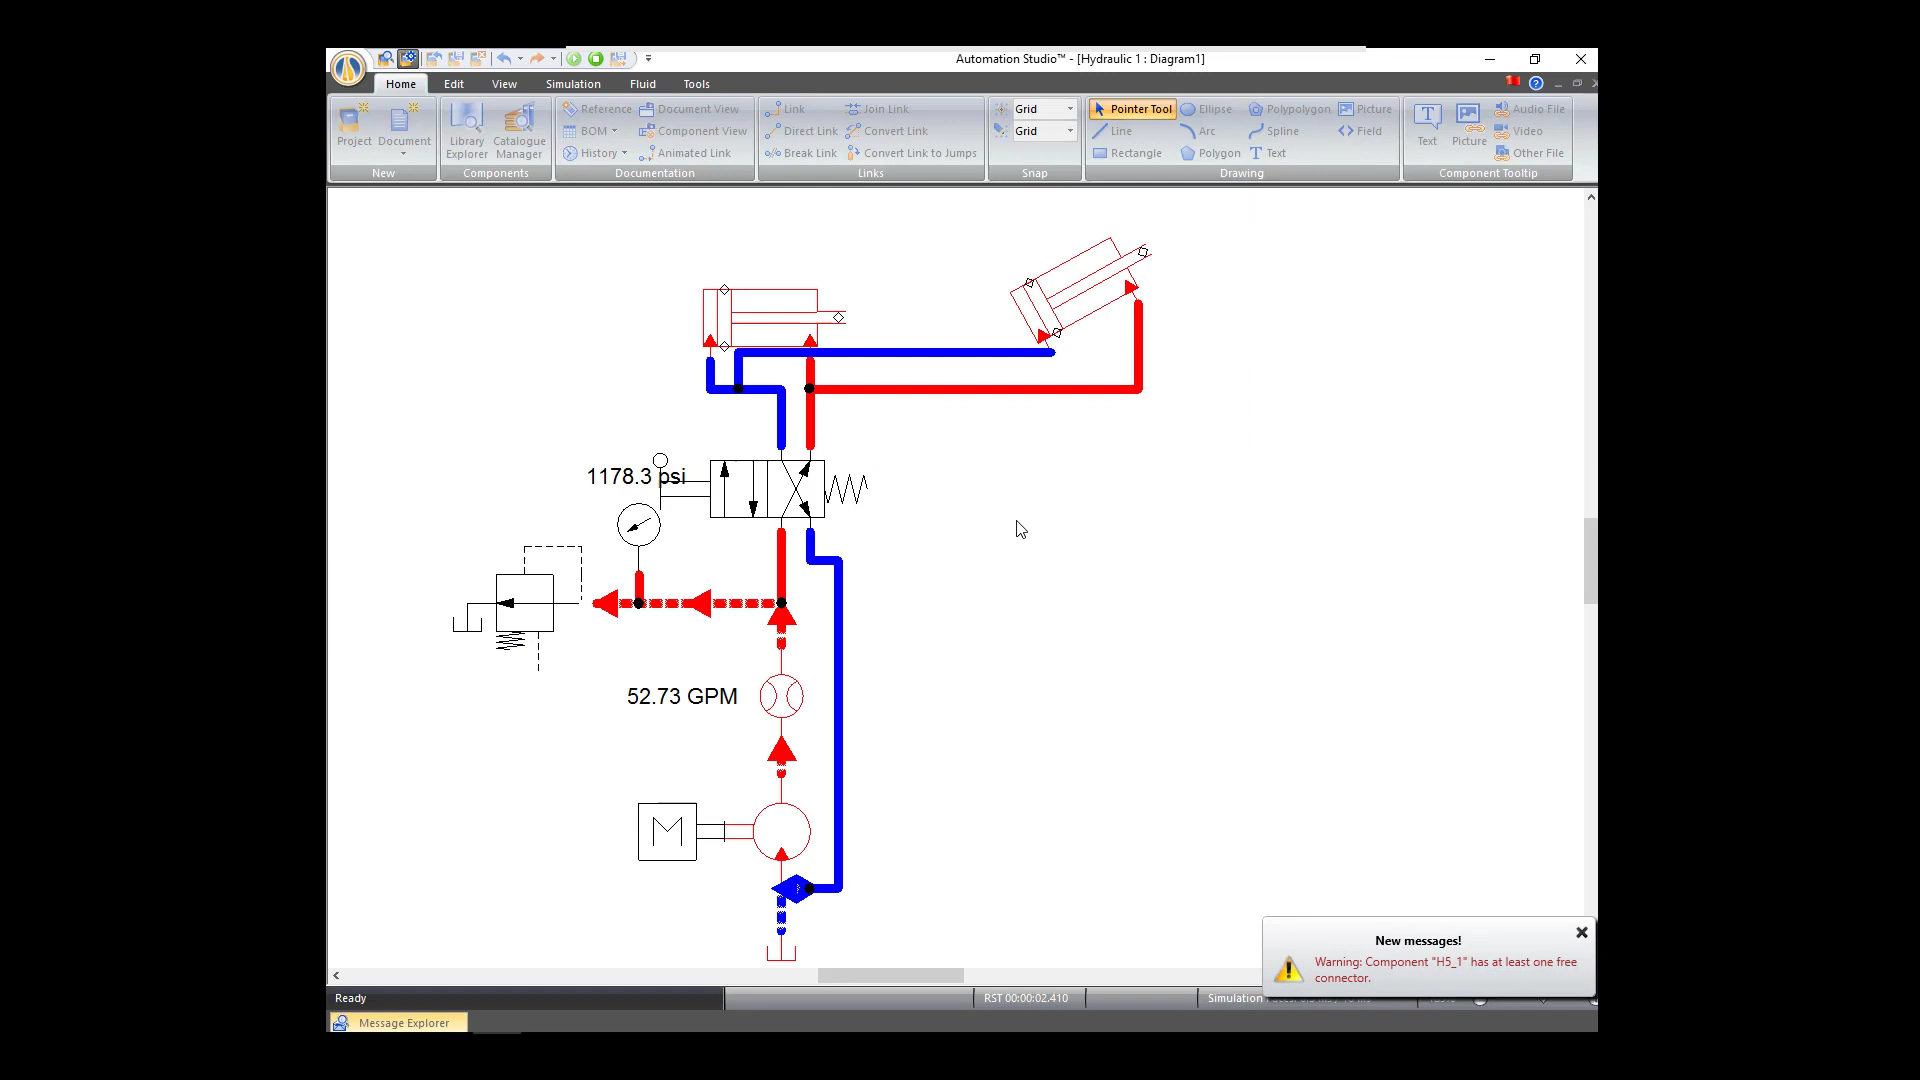 Automation Studio™ - [Hydraulic 1 : Diagram1]
Home Edit View Simulation Fluid Tools
Project Document
New
Library Explorer
Catalogue Manager
Components
Reference
BOM
History
Document View
Component View
Animated Link
Documentation
Link
Direct Link
Break Link
Join Link
Convert Link
Convert Link to Jumps
Links
Grid
Grid
Snap
Pointer Tool
Line
Rectangle
Ellipse
Arc
Polygon
Polypolygon
Spline
Text
Picture
Field
Drawing
Text
Picture
Audio File
Video
Other File
Component Tooltip
1178.3 psi
52.73 GPM
M
New messages!
Warning: Component "H5_1" has at least one free
connector.
Ready
RST 00:00:02.410
Simulation
Message Explorer